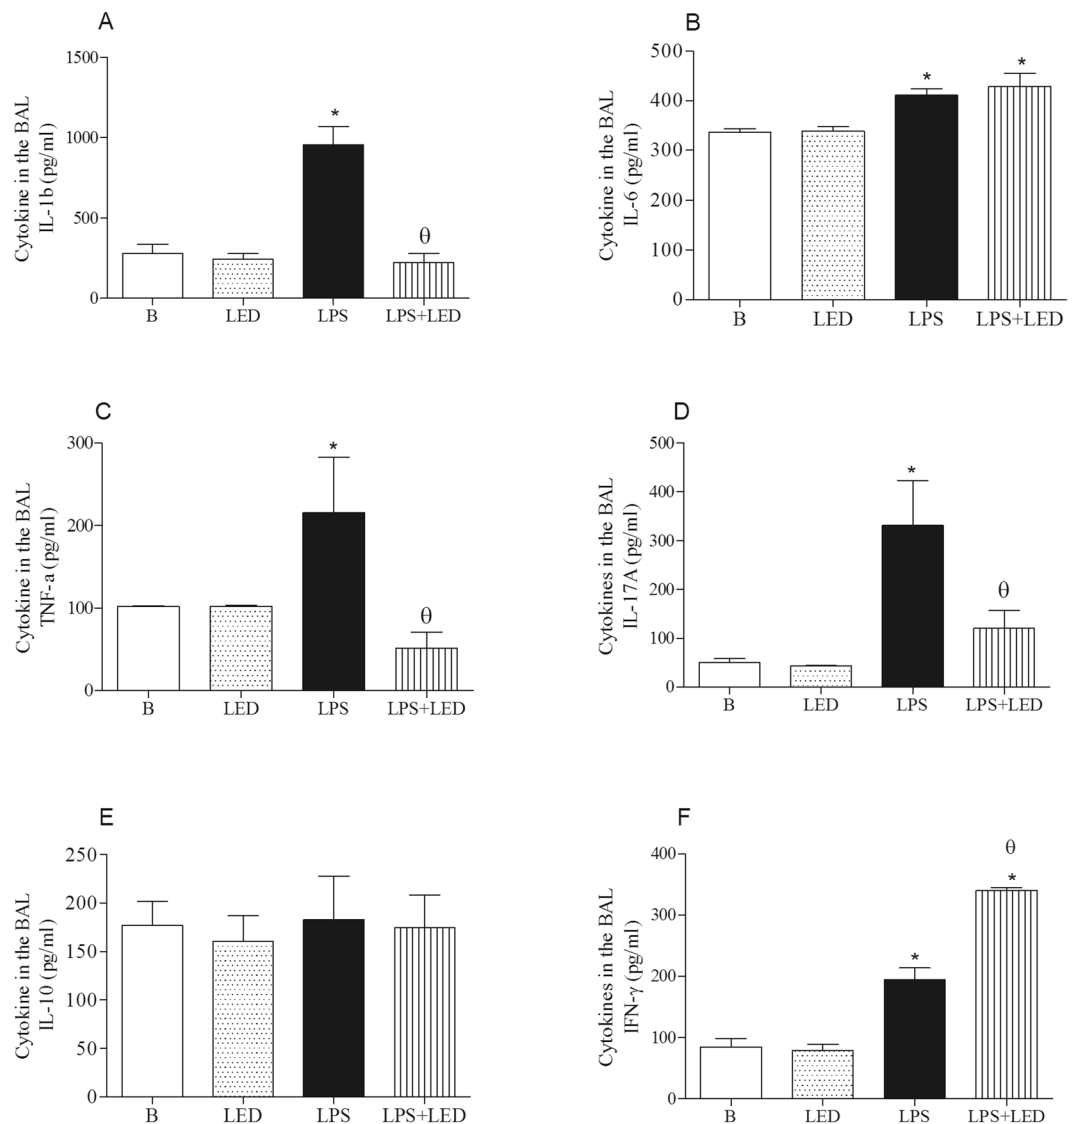 A
Cytokine in the BAL
IL-1b (pg/ml)
1500
1000
500
0
*
θ
B LED LPS LPS+LED
B
Cytokine in the BAL
IL-6 (pg/ml)
500
400
300
200
100
0
* *
B LED LPS LPS+LED
C
Cytokine in the BAL
TNF-a (pg/ml)
300
200
100
0
*
θ
B LED LPS LPS+LED
D
Cytokines in the BAL
IL-17A (pg/ml)
500
400
300
200
100
0
*
θ
B LED LPS LPS+LED
E
Cytokine in the BAL
IL-10 (pg/ml)
250
200
150
100
50
0
B LED LPS LPS+LED
F
Cytokines in the BAL
IFN-γ (pg/ml)
400
300
200
100
0
*
θ
*
B LED LPS LPS+LED